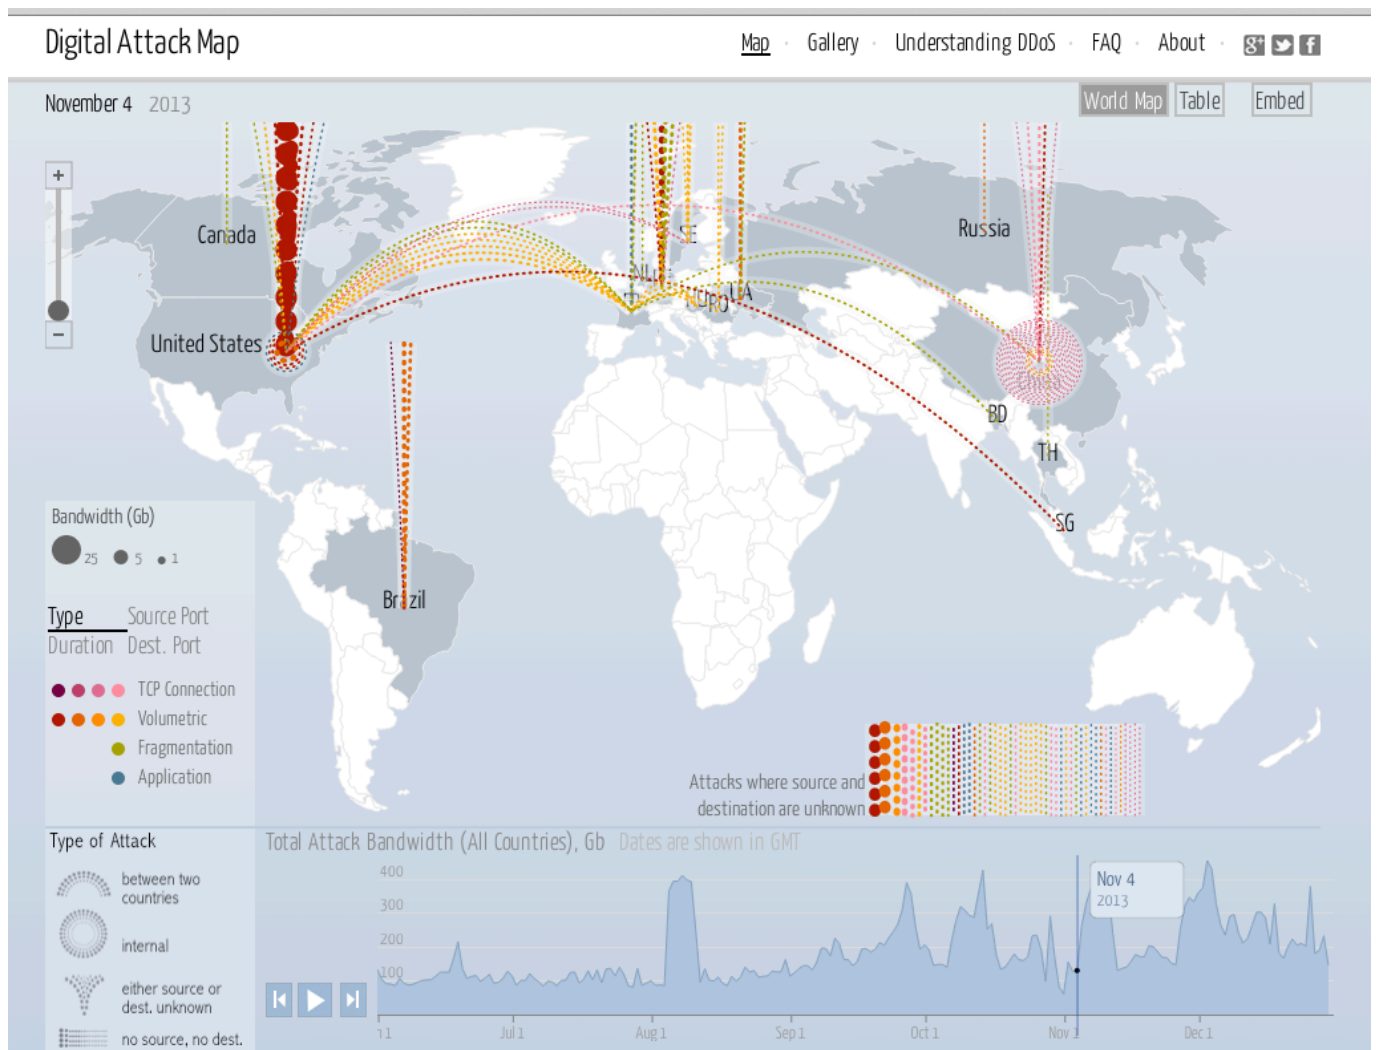 Digital Attack Map
Map · Gallery · Understanding DDoS · FAQ · About ·
November 4 2013
World Map Table Embed
+
−
Canada
SE
Russia
NL
UA
RO
United States
BD
TH
SG
Brazil
Bandwidth (Gb)
25 5 1
Type Source Port
Duration Dest. Port
TCP Connection
Volumetric
Fragmentation
Application
Attacks where source and
destination are unknown
Type of Attack
between two
countries
internal
either source or
dest. unknown
no source, no dest.
Total Attack Bandwidth (All Countries), Gb Dates are shown in GMT
400
300
200
100
Nov 4
2013
Jul 1 Aug 1 Sep 1 Oct 1 Nov 1 Dec 1